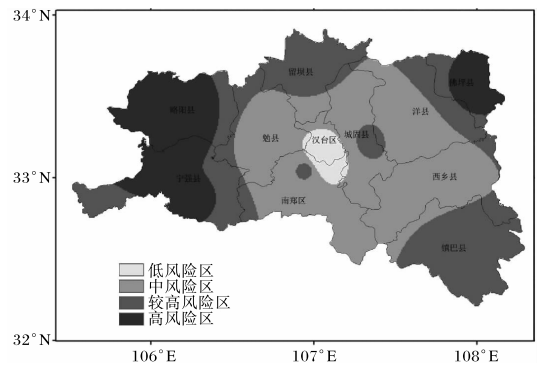 34°N
留坝县
佛坪县
略阳县
洋县
勉县
汉台区
城固县
33°N
宁强县
西乡县
南郑区
镇巴县
低风险区
中风险区
较高风险区
高风险区
32°N
106°E
107°E
108°E